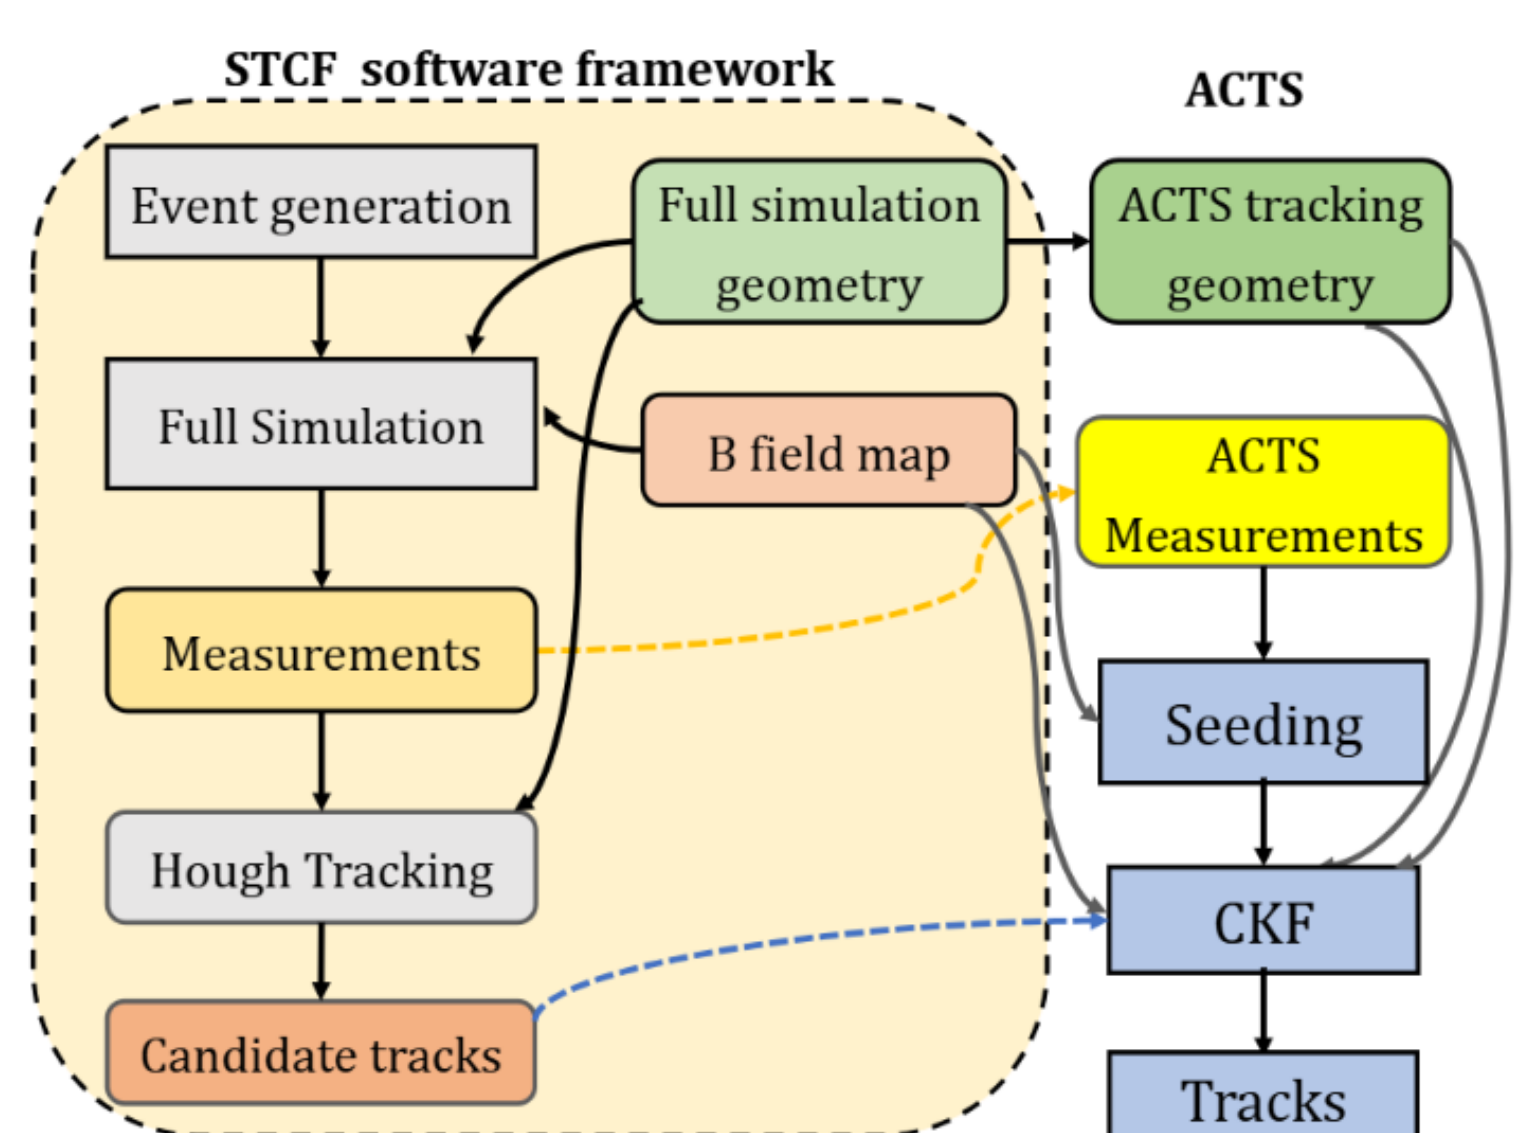 STCF software framework
ACTS
Event generation
Full simulation
geometry
ACTS tracking
geometry
Full Simulation
B field map
ACTS
Measurements
Measurements
Seeding
Hough Tracking
CKF
Candidate tracks
Tracks